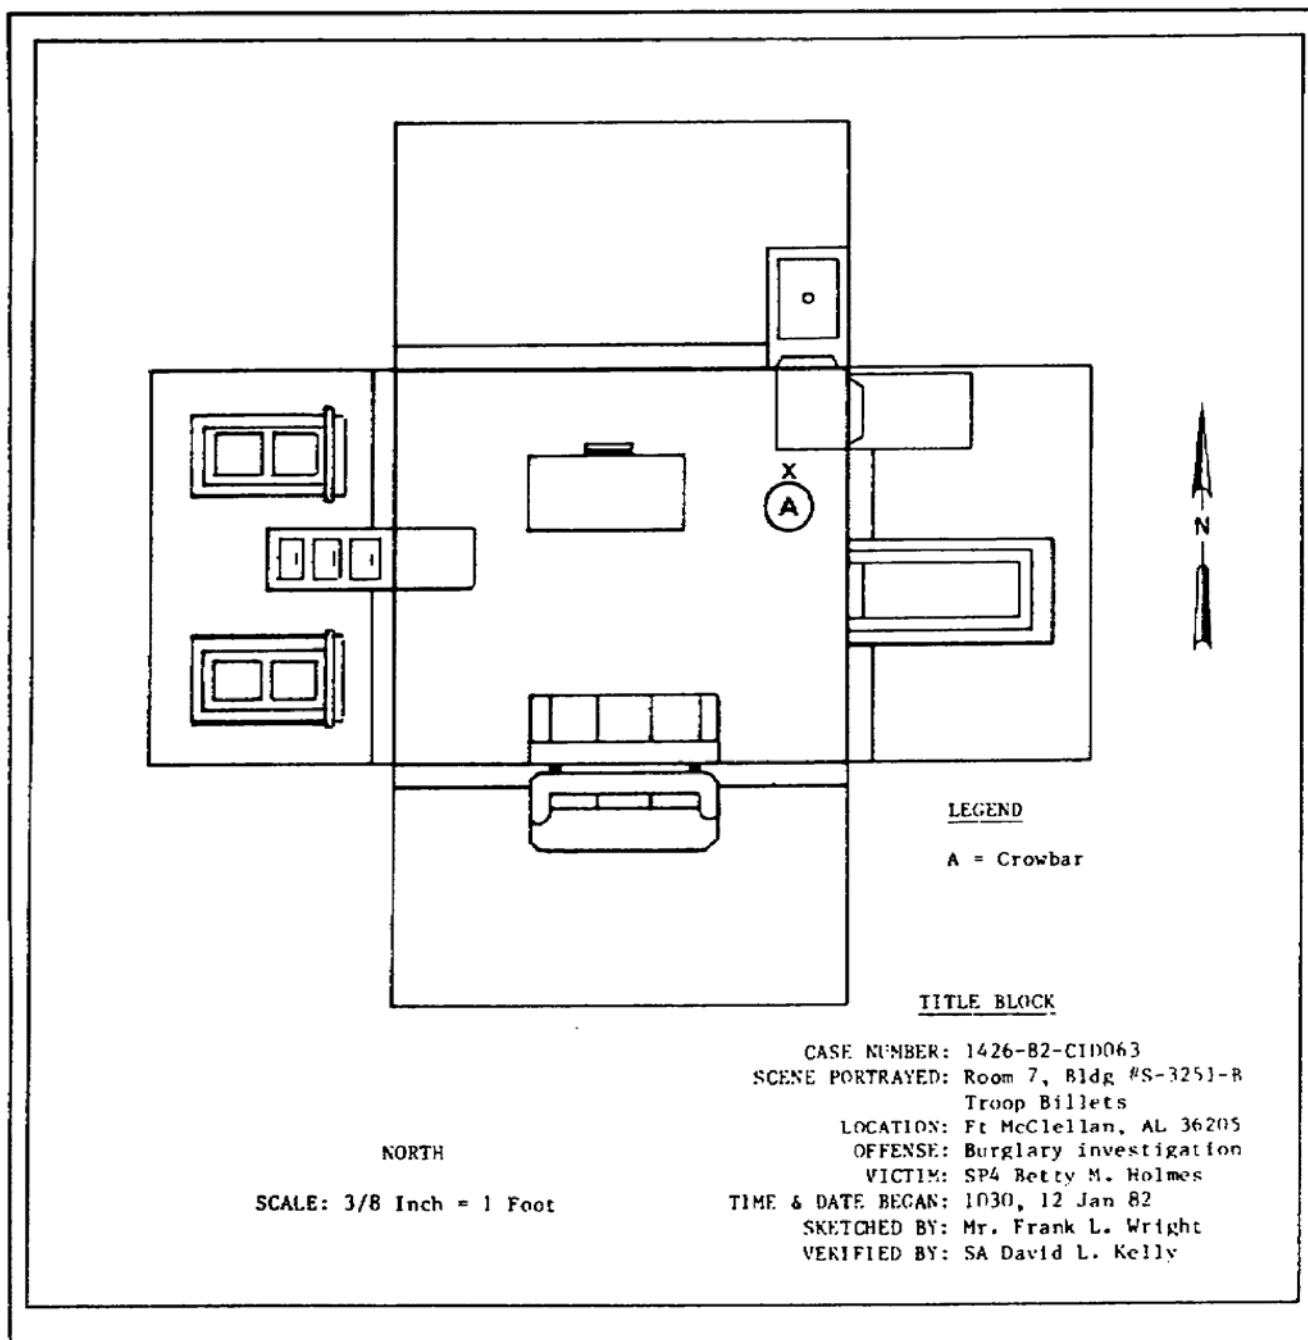 X
A
N
LEGEND
A = Crowbar
TITLE BLOCK
CASE NUMBER: 1426-82-CID063
SCENE PORTRAYED: Room 7, Bldg #S-3251-B
Troop Billets
LOCATION: Ft McClellan, AL 36205
OFFENSE: Burglary investigation
VICTIM: SP4 Betty M. Holmes
TIME & DATE BEGAN: 1030, 12 Jan 82
SKETCHED BY: Mr. Frank L. Wright
VERIFIED BY: SA David L. Kelly
NORTH
SCALE: 3/8 Inch = 1 Foot